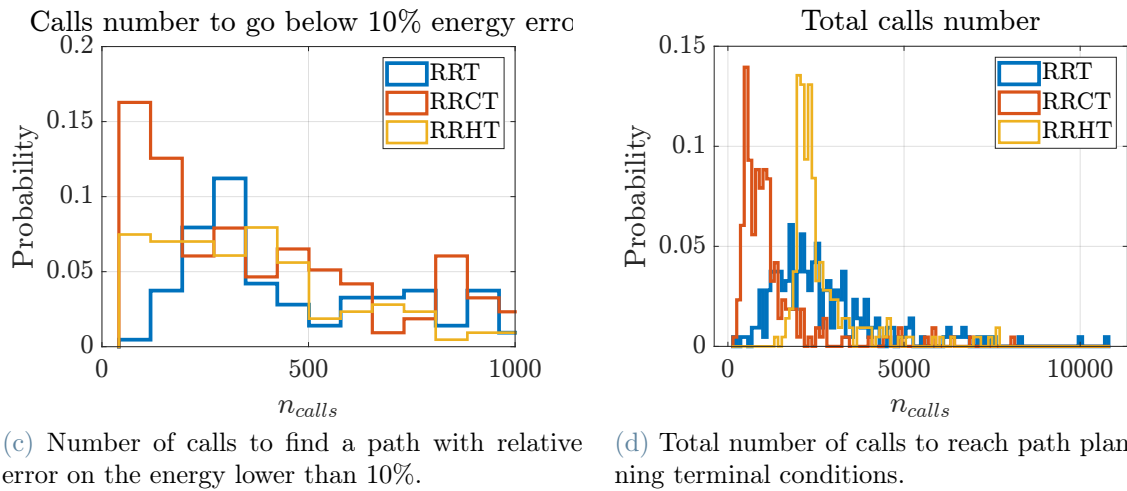 Calls number to go below 10% energy erro
0.2
0.15
0.1
0.05
0
0
500
1000
Probability
n_calls
RRT
RRCT
RRHT
(c) Number of calls to find a path with relative
error on the energy lower than 10%.
Total calls number
0.15
0.1
0.05
0
0
5000
10000
Probability
n_calls
RRT
RRCT
RRHT
(d) Total number of calls to reach path plan
ning terminal conditions.